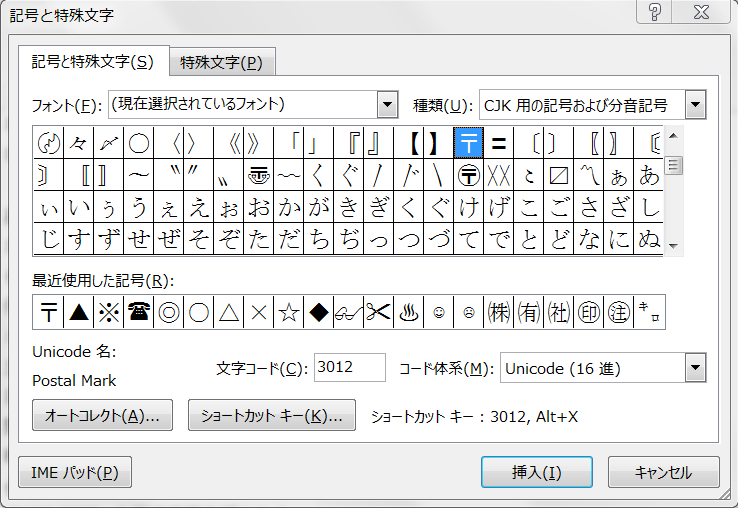 記号と特殊文字
記号と特殊文字(S) 特殊文字(P)
フォント(F): (現在選択されているフォント) 種類(U): CJK 用の記号および分音記号
〄 々 〆 〇 〈 〉 《 》 「 」 『 』 【 】 〒 〓 〔 〕 〖 〗 〘
〙 〚 〛 〜 〝 〞 〟 〠 〰 〱 〲 〳 〴 〵 〶 〷 〻 〼 〽 ぁ あ
ぃ い ぅ う ぇ え ぉ お か が き ぎ く ぐ け げ こ ご さ ざ し
じ す ず せ ぜ そ ぞ た だ ち ぢ っ つ づ て で と ど な に ぬ
最近使用した記号(R):
〒 ▲ ※ ☎ ◎ ○ △ × ☆ ◆ 👓 ✂ ♨ ☺ ☹ ㈱ ㈲ ㈳ ㊞ ㊟ ㌔
Unicode 名:
Postal Mark
文字コード(C): 3012 コード体系(M): Unicode (16 進)
オートコレクト(A)... ショートカット キー(K)... ショートカット キー : 3012, Alt+X
IME パッド(P) 挿入(I) キャンセル